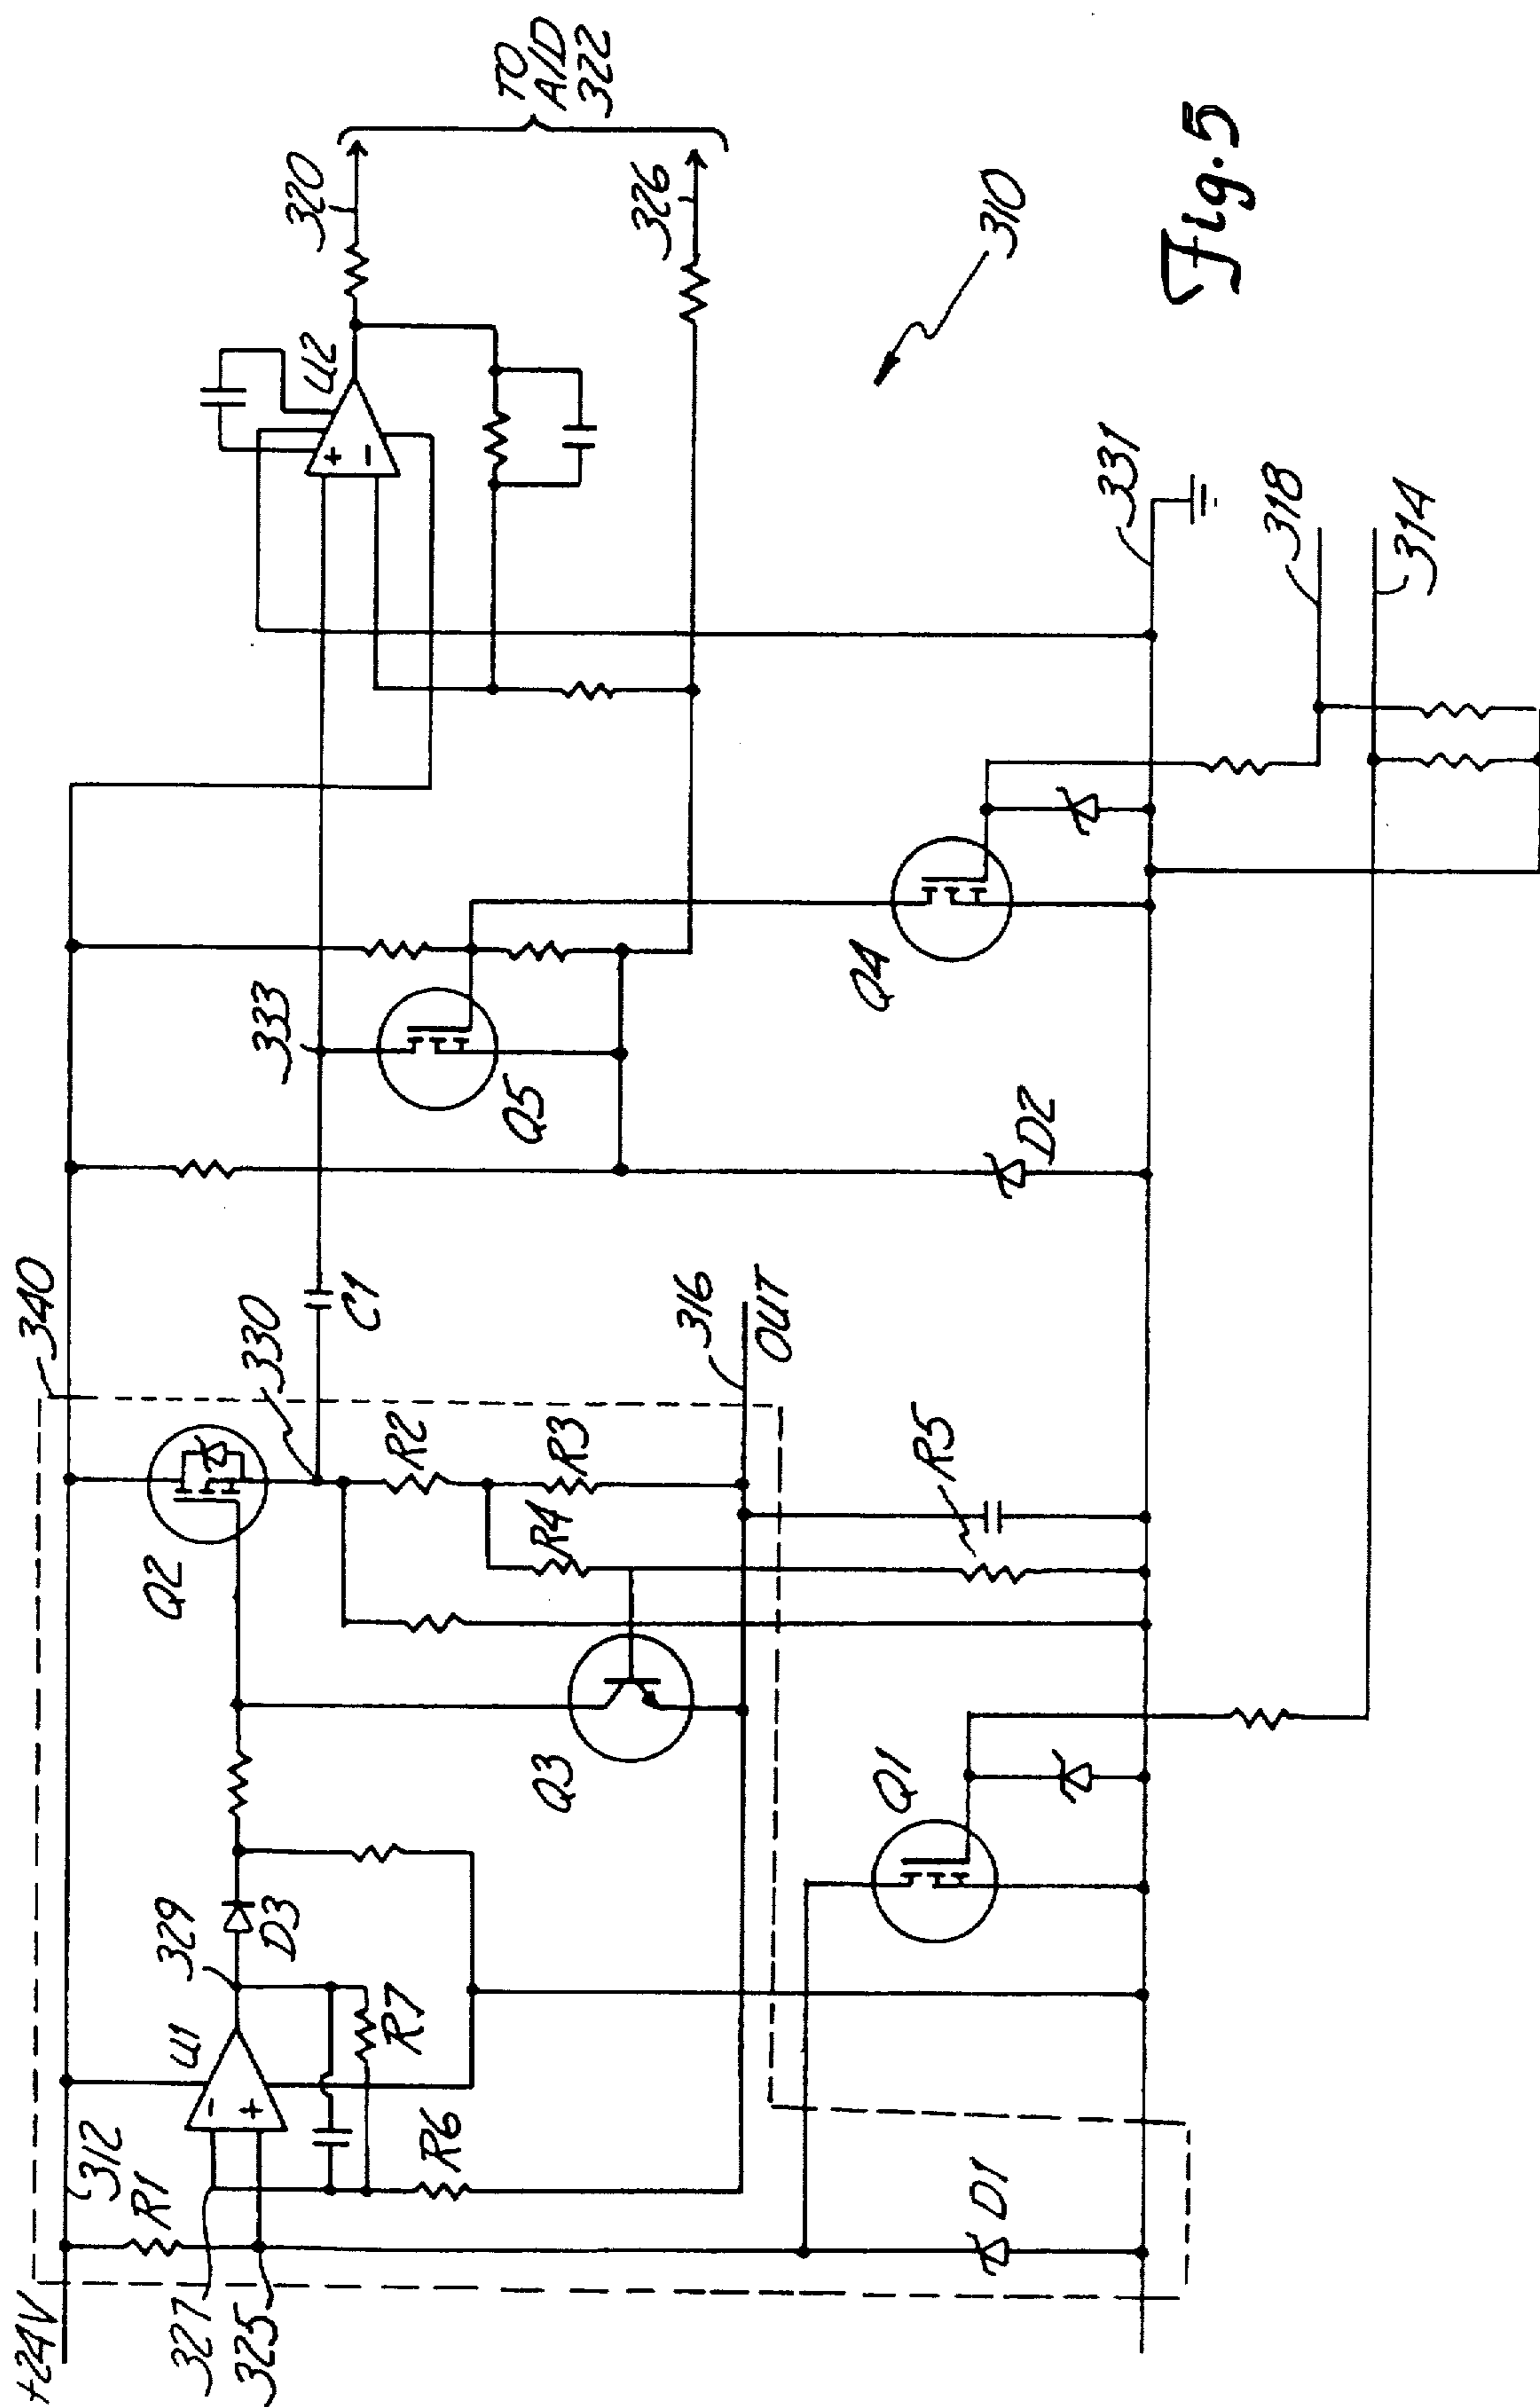 +24V
312
R1
327
325
U1
-
+
329
D3
R7
R6
D1
340
Q2
330
C1
R2
R3
R4
Q3
316
OUT
R5
Q1
333
Q5
D2
Q4
U2
+
-
320
326
TO
A/D
322
310
331
318
314
Fig. 5